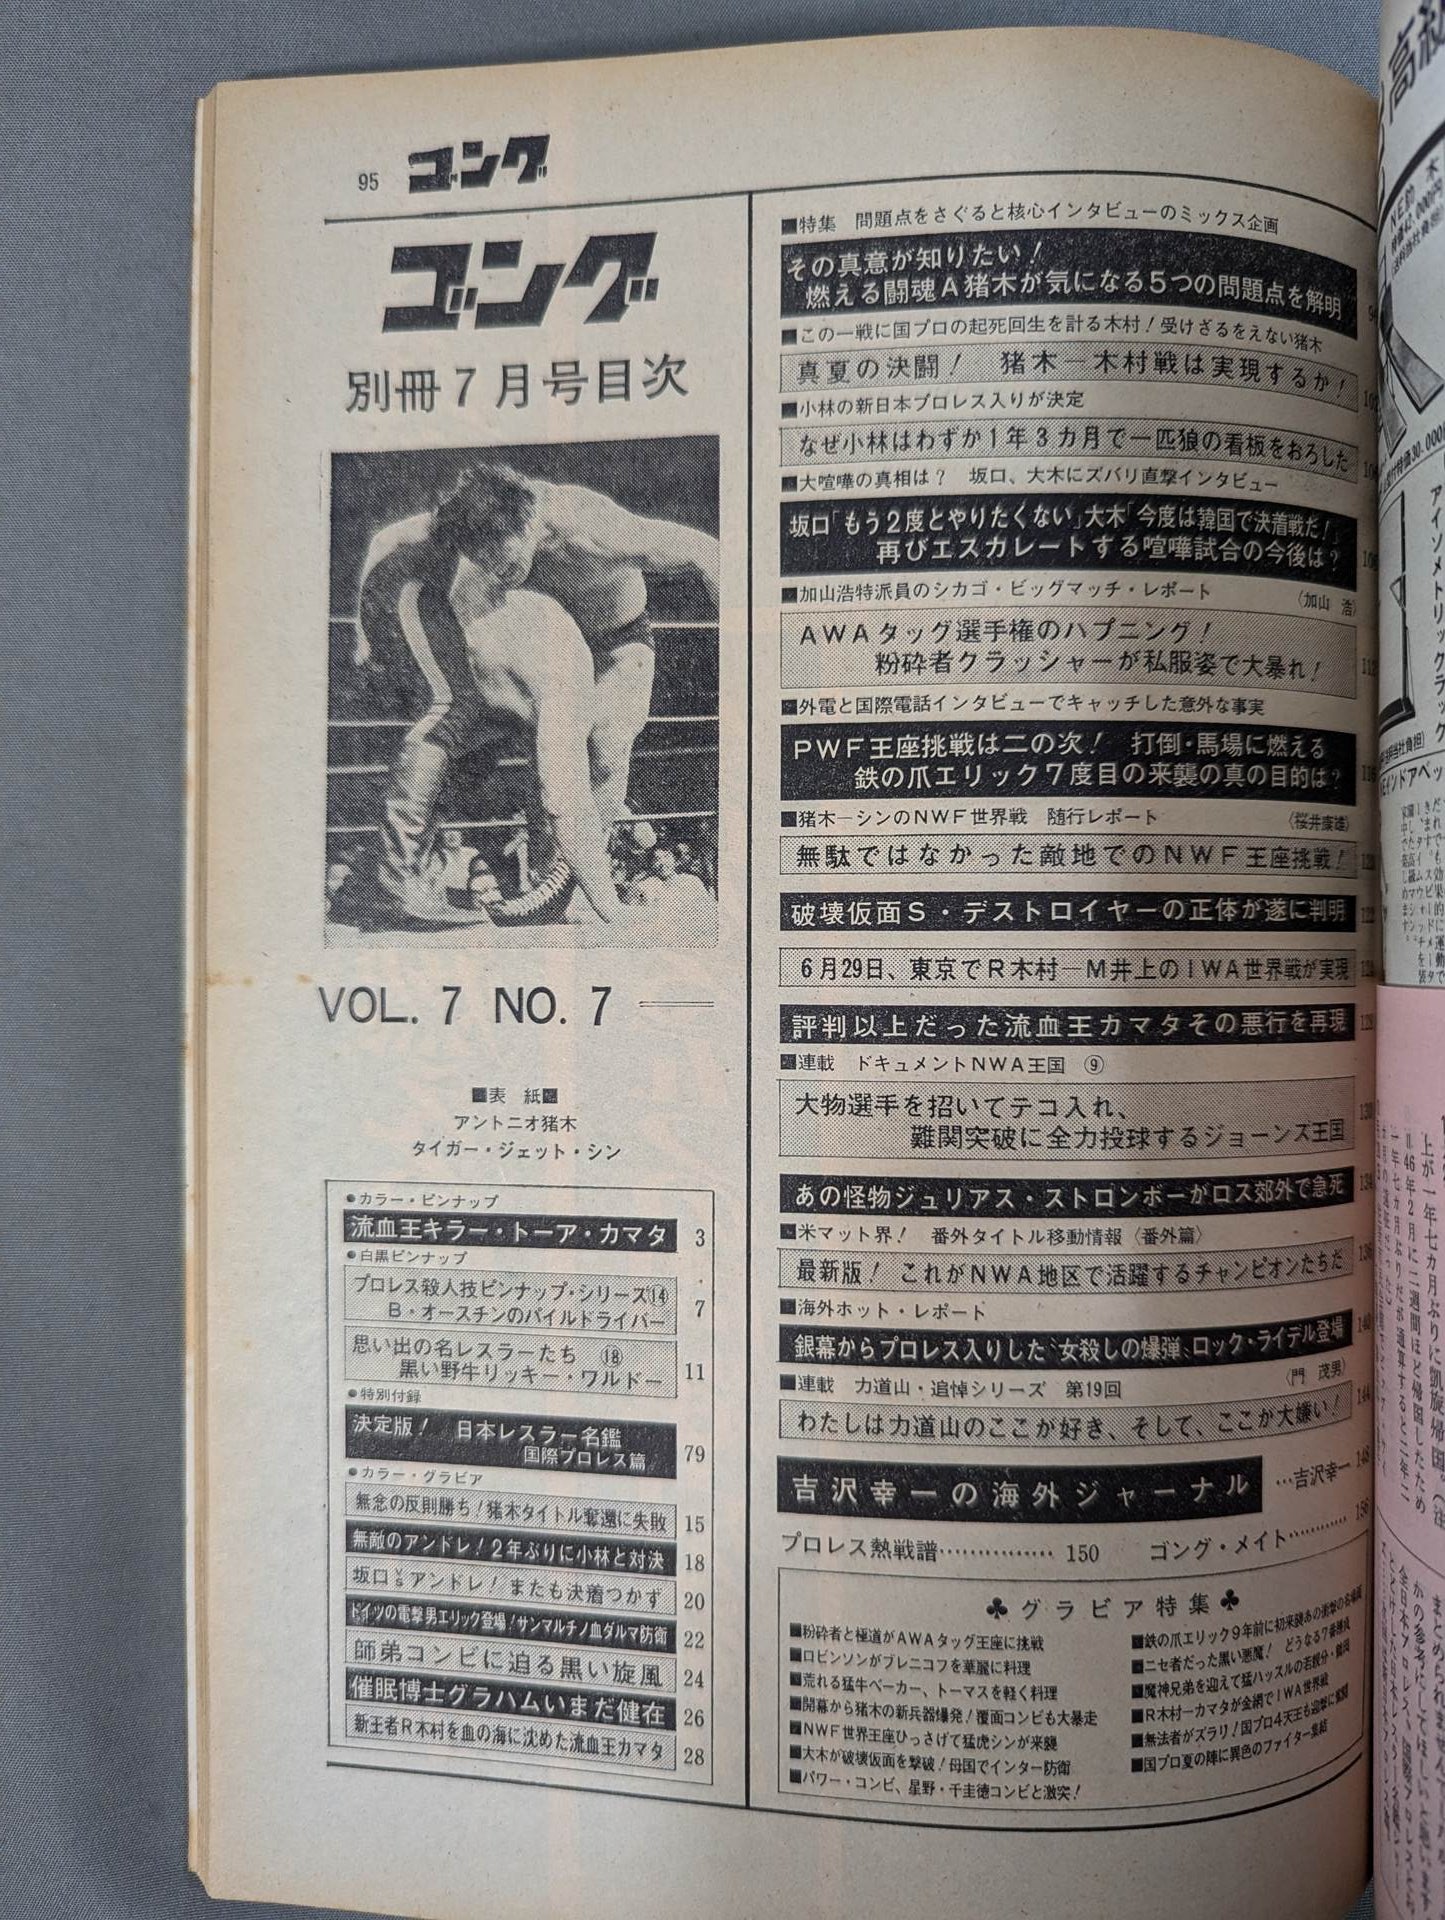 95 ゴング
ゴング
別冊7月号目次
VOL. 7 NO. 7
■表 紙■
アントニオ猪木
タイガー・ジェット・シン
●カラー・ピンナップ
流血王キラー・トーア・カマタ 3
●白黒ピンナップ
プロレス殺人技ピンナップ・シリーズ⑭
B・オースチンのパイルドライバー 7
思い出の名レスラーたち ⑱
黒い野牛リッキー・ワルドー 11
●特別付録
決定版! 日本レスラー名鑑
国際プロレス篇 79
●カラー・グラビア
無念の反則勝ち!猪木タイトル奪還に失敗 15
無敵のアンドレ!2年ぶりに小林と対決 18
坂口VSアンドレ!またも決着つかず 20
ドイツの電撃男エリック登場!サンマルチノ血ダルマ防衛 22
師弟コンビに迫る黒い旋風 24
催眠博士グラハムいまだ健在 26
新王者R木村を血の海に沈めた流血王カマタ 28
■特集 問題点をさぐると核心インタビューのミックス企画
その真意が知りたい!
燃える闘魂A猪木が気になる5つの問題点を解明
■この一戦に国プロの起死回生を計る木村!受けざるをえない猪木
真夏の決闘! 猪木―木村戦は実現するか!
■小林の新日本プロレス入りが決定
なぜ小林はわずか1年3カ月で一匹狼の看板をおろした
■大喧嘩の真相は? 坂口、大木にズバリ直撃インタビュー
坂口「もう2度とやりたくない」大木「今度は韓国で決着戦だ!」
再びエスカレートする喧嘩試合の今後は?
■加山浩特派員のシカゴ・ビッグマッチ・レポート 〈加山 浩〉
AWAタッグ選手権のハプニング!
粉砕者クラッシャーが私服姿で大暴れ!
■外電と国際電話インタビューでキャッチした意外な事実
PWF王座挑戦は二の次! 打倒・馬場に燃える
鉄の爪エリック7度目の来襲の真の目的は? 116
■猪木―シンのNWF世界戦 随行レポート 〈桜井康雄〉
無駄ではなかった敵地でのNWF王座挑戦!
破壊仮面S・デストロイヤーの正体が遂に判明 122
6月29日、東京でR木村―M井上のIWA世界戦が実現
評判以上だった流血王カマタその悪行を再現
■連載 ドキュメントNWA王国 ⑨
大物選手を招いてテコ入れ、
難関突破に全力投球するジョーンズ王国 130
あの怪物ジュリアス・ストロンボーがロス郊外で急死 134
■米マット界! 番外タイトル移動情報〈番外篇〉
最新版! これがNWA地区で活躍するチャンピオンたちだ 136
■海外ホット・レポート
銀幕からプロレス入りした"女殺しの爆弾"ロック・ライデル登場 140
■連載 力道山・追悼シリーズ 第19回 〈門 茂男〉
わたしは力道山のここが好き、そして、ここが大嫌い! 144
吉沢幸一の海外ジャーナル …吉沢幸一 148
プロレス熱戦譜…………… 150 ゴング・メイト………… 156
♣グラビア特集♣
■粉砕者と極道がAWAタッグ王座に挑戦
■ロビンソンがブレニコフを華麗に料理
■荒れる猛牛ベーカー、トーマスを軽く料理
■開幕から猪木の新兵器爆発!覆面コンビも大暴走
■NWF世界王座ひっさげて猛虎シンが来襲
■大木が破壊仮面を撃破!母国でインター防衛
■パワー・コンビ、星野・千圭徳コンビと激突!
■鉄の爪エリック9年前に初来襲あの衝撃の名場面
■ニセ者だった黒い悪魔! どうなる7番勝負
■魔神兄弟を迎えて猛ハッスルの若親分・鶴岡
■R木村―カマタが金網でIWA世界戦
■無法者がズラリ!国プロ4天王も迎撃に奮闘
■国プロ夏の陣に異色のファイター集結